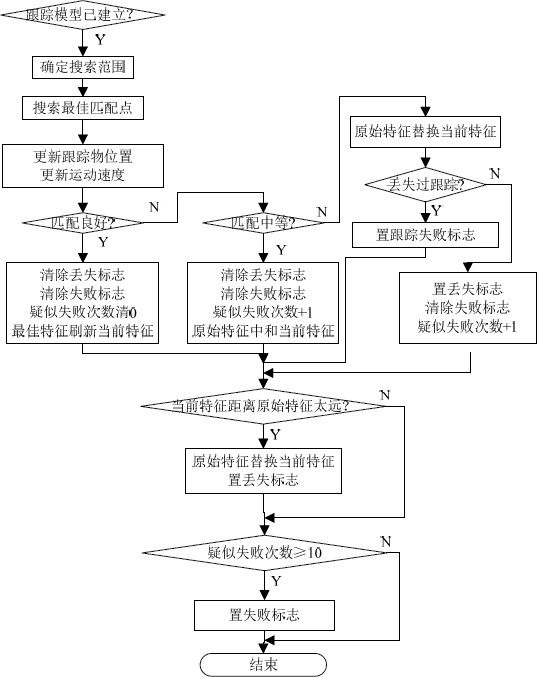 跟踪模型已建立?
Y
确定搜索范围
搜索最佳匹配点
更新跟踪物位置
更新运动速度
匹配良好?
N
Y
清除丢失标志
清除失败标志
疑似失败次数清0
最佳特征刷新当前特征
匹配中等?
N
Y
清除丢失标志
清除失败标志
疑似失败次数+1
原始特征中和当前特征
原始特征替换当前特征
丢失过跟踪?
N
Y
置跟踪失败标志
置丢失标志
清除失败标志
疑似失败次数+1
当前特征距离原始特征太远?
N
Y
原始特征替换当前特征
置丢失标志
疑似失败次数≥10
N
Y
置失败标志
结束